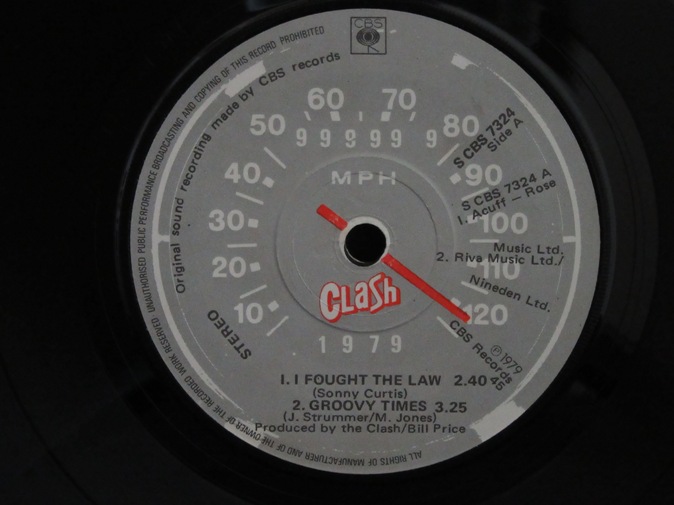 UNAUTHORISED PUBLIC PERFORMANCE BROADCASTING AND COPYING OF THIS RECORD PROHIBITED
CBS
Original sound recording made by CBS records
60 70
50 80
99999 9
40 90
MPH
30 100
20 110
10 120
S CBS 7324
Side A
S CBS 7324 A
1. Acuff – Rose
Music Ltd.
2. Riva Music Ltd./
Nineden Ltd.
CLASH
1979
STEREO
CBS Records
℗ 1979
45
1. I FOUGHT THE LAW 2.40
(Sonny Curtis)
2. GROOVY TIMES 3.25
(J. Strummer/M. Jones)
Produced by the Clash/Bill Price
ALL RIGHTS OF MANUFACTURER AND OF THE OWNER OF THE RECORDED WORK RESERVED